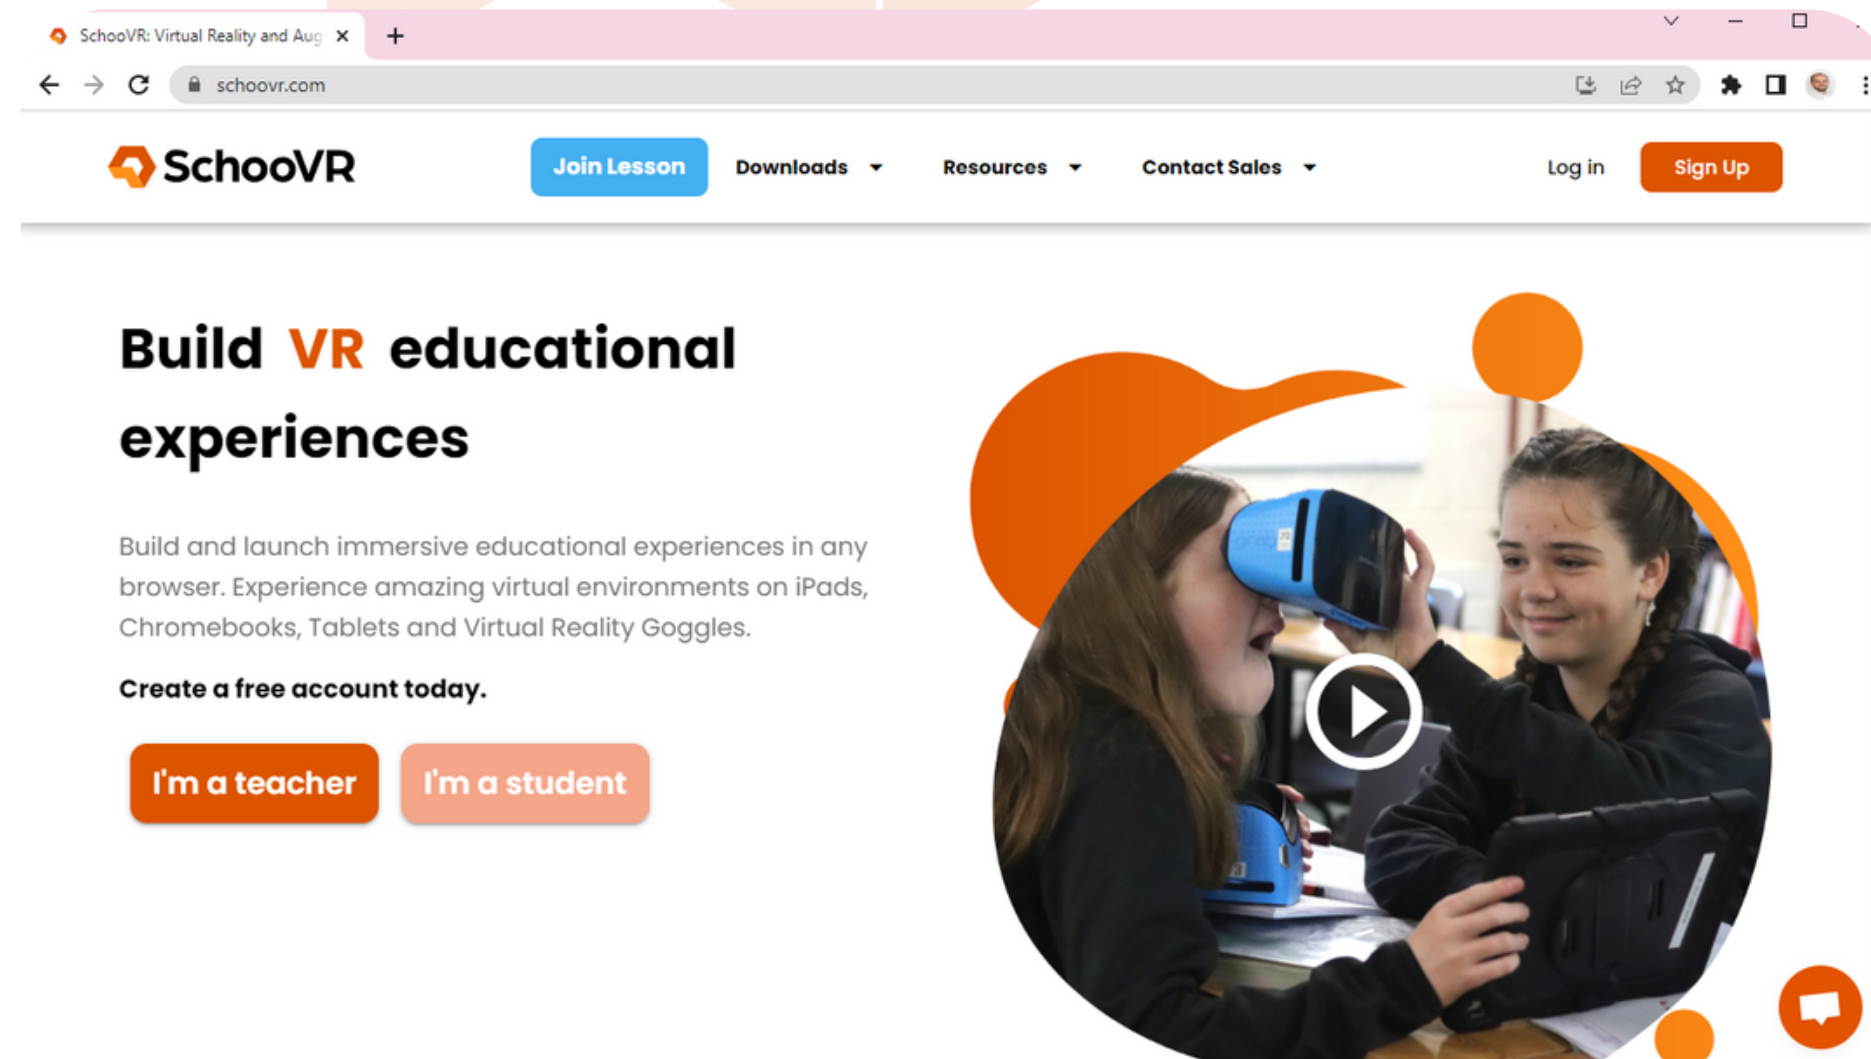 SchooVR: Virtual Reality and Aug
schoovr.com
SchooVR
Join Lesson
Downloads
Resources
Contact Sales
Log in
Sign Up
Build VR educational
experiences
Build and launch immersive educational experiences in any
browser. Experience amazing virtual environments on iPads,
Chromebooks, Tablets and Virtual Reality Goggles.
Create a free account today.
I'm a teacher
I'm a student